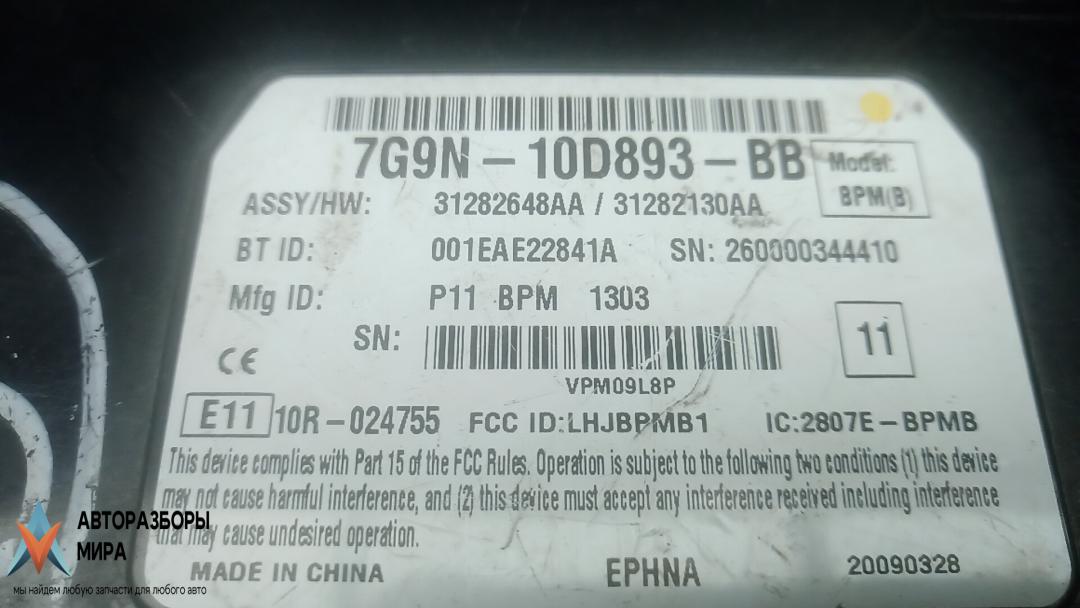 7G9N – 10D893 – BB
Model:
BPM(B)
ASSY/HW: 31282648AA / 31282130AA
BT ID: 001EAE22841A SN: 260000344410
Mfg ID: P11 BPM 1303
SN:
11
VPM09L8P
CE
E11 10R – 024755 FCC ID:LHJBPMB1 IC:2807E – BPMB
This device complies with Part 15 of the FCC Rules. Operation is subject to the following two conditions (1) this device
may not cause harmful interference, and (2) this device must accept any interference received including interference
that may cause undesired operation.
MADE IN CHINA EPHNA 20090328
АВТОРАЗБОРЫ
МИРА
мы найдем любую запчасти для любого авто